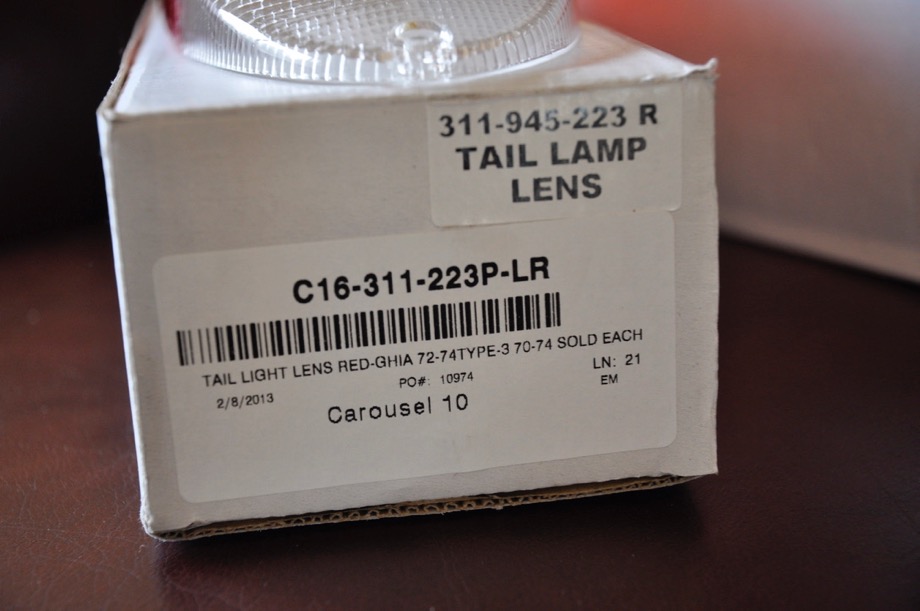 311-945-223 R
TAIL LAMP
LENS
C16-311-223P-LR
TAIL LIGHT LENS RED-GHIA 72-74TYPE-3 70-74 SOLD EACH
2/8/2013
PO#: 10974
LN: 21
EM
Carousel 10